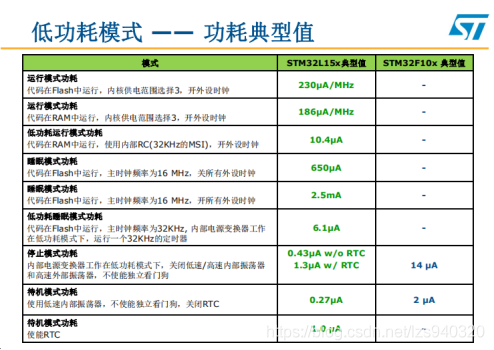 低功耗模式 —— 功耗典型值
ST
模式 STM32L15x典型值 STM32F10x 典型值
运行模式功耗
代码在Flash中运行，内核供电范围选择3，开外设时钟 230μA/MHz -
运行模式功耗
代码在RAM中运行，内核供电范围选择3，开外设时钟 186μA/MHz -
低功耗运行模式功耗
代码在RAM中运行，使用内部RC(32KHz的MSI)，开外设时钟 10.4μA -
睡眠模式功耗
代码在Flash中运行，主时钟频率为16 MHz，关所有外设时钟 650μA -
睡眠模式功耗
代码在Flash中运行，主时钟频率为16 MHz，开所有外设时钟 2.5mA -
低功耗睡眠模式功耗
代码在Flash中运行，主时钟频率为32KHz, 内部电源变换器工作
在低功耗模式下，运行一个32KHz的定时器 6.1μA -
停止模式功耗
内部电源变换器工作在低功耗模式下，关闭低速/高速内部振荡器
和高速外部振荡器，不使能独立看门狗
0.43μA w/o RTC
1.3μA w/ RTC 14 μA
待机模式功耗
使用低速内部振荡器，不使能独立看门狗，关闭RTC 0.27μA 2 μA
待机模式功耗
使能RTC 1.0 μA -
https://blog.csdn.net/lzs940320